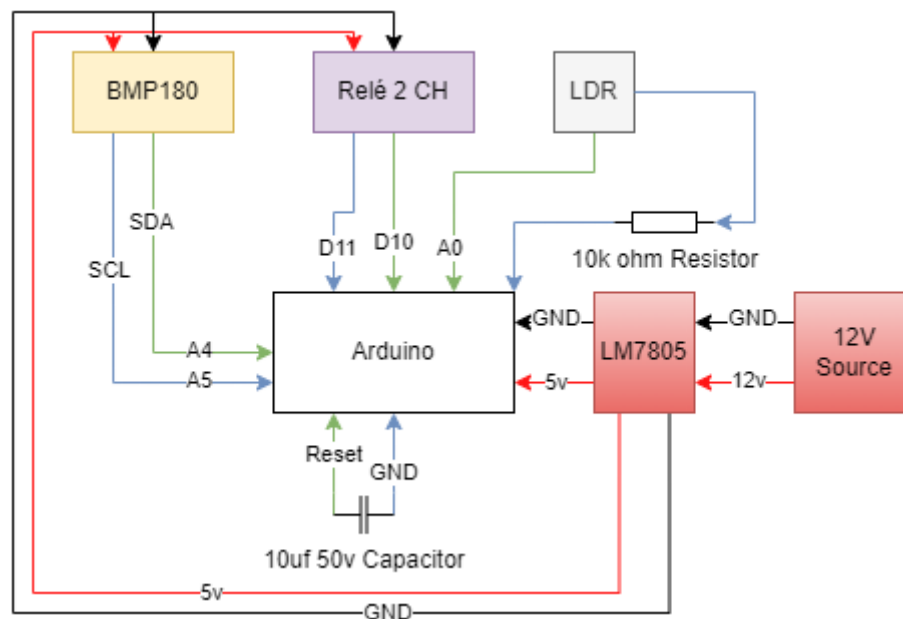 BMP180
Relé 2 CH
LDR
SDA
SCL
D11
D10
A0
10k ohm Resistor
GND
GND
Arduino
LM7805
12V
Source
A4
A5
5v
12v
Reset
GND
10uf 50v Capacitor
5v
GND